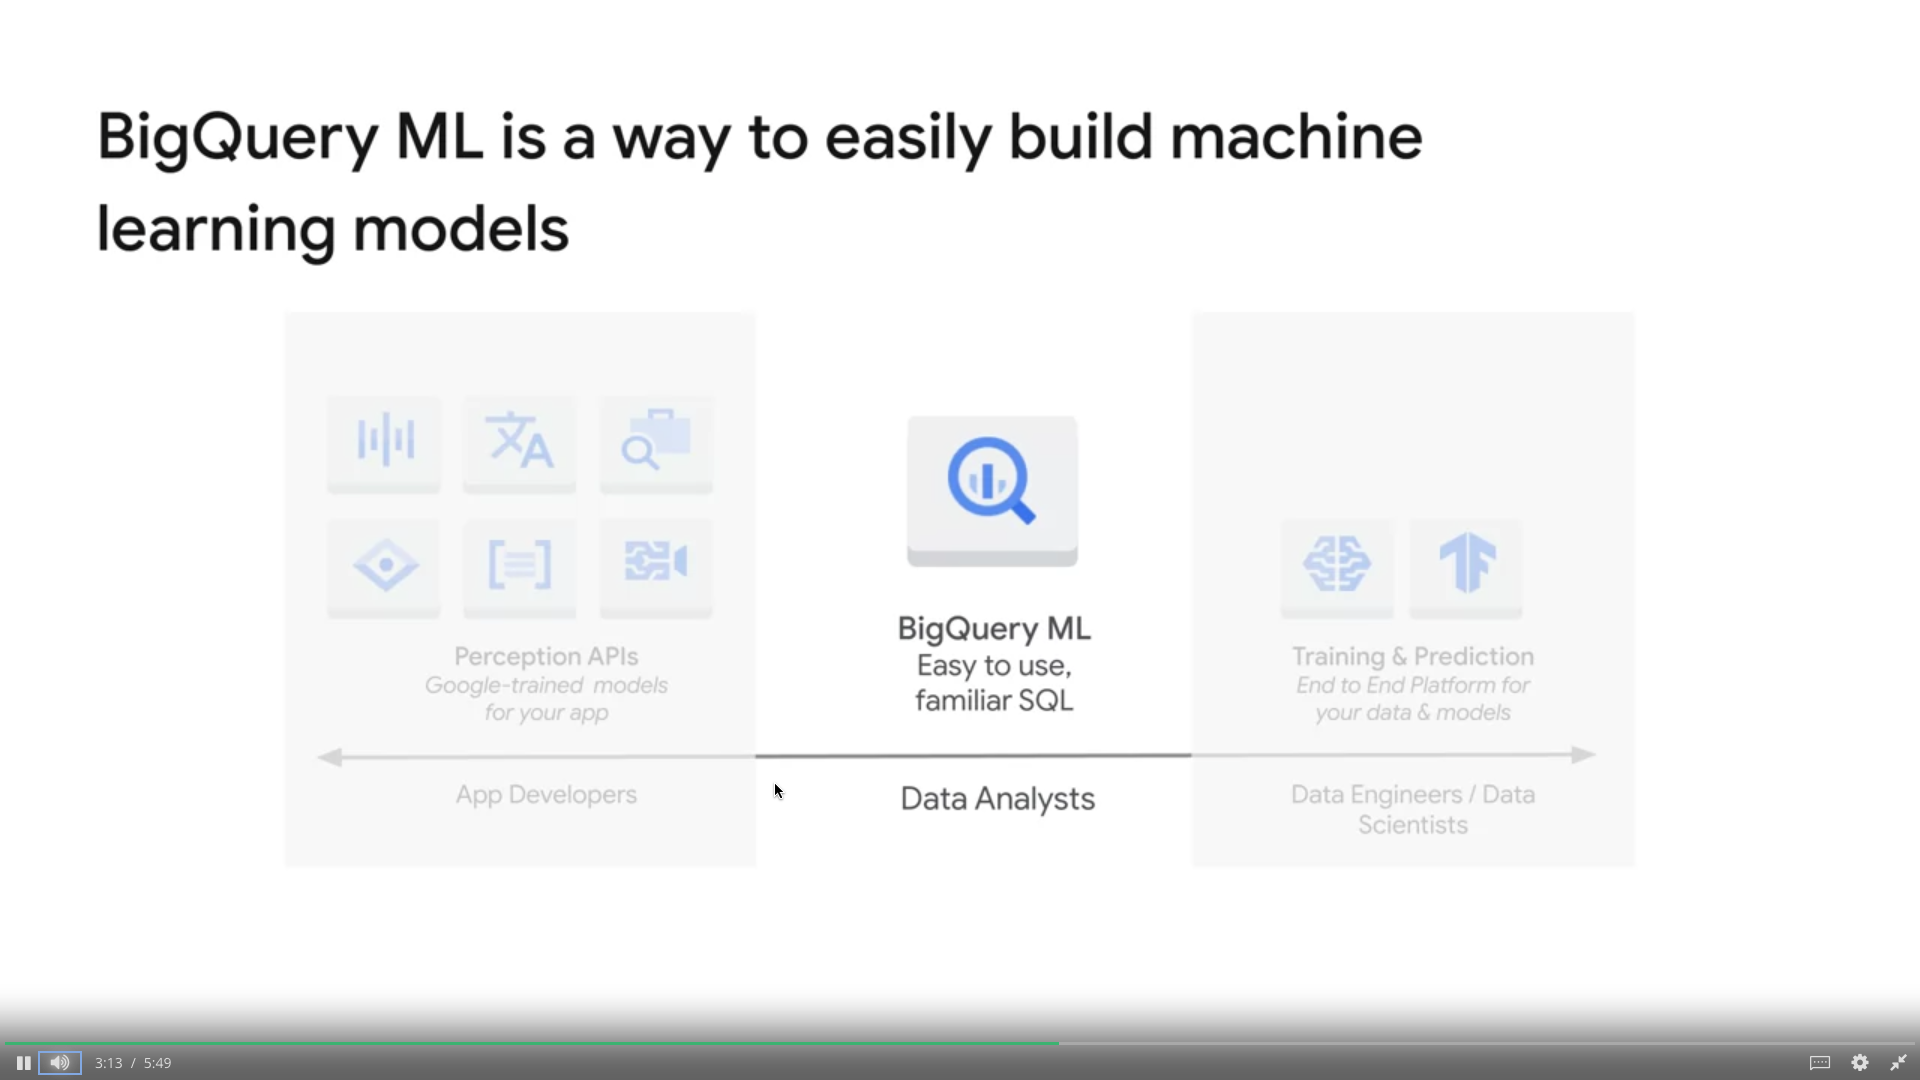 BigQuery ML is a way to easily build machine
learning models
Perception APIs
Google-trained models
for your app
App Developers
BigQuery ML
Easy to use,
familiar SQL
Data Analysts
Training & Prediction
End to End Platform for
your data & models
Data Engineers / Data
Scientists
3:13 / 5:49